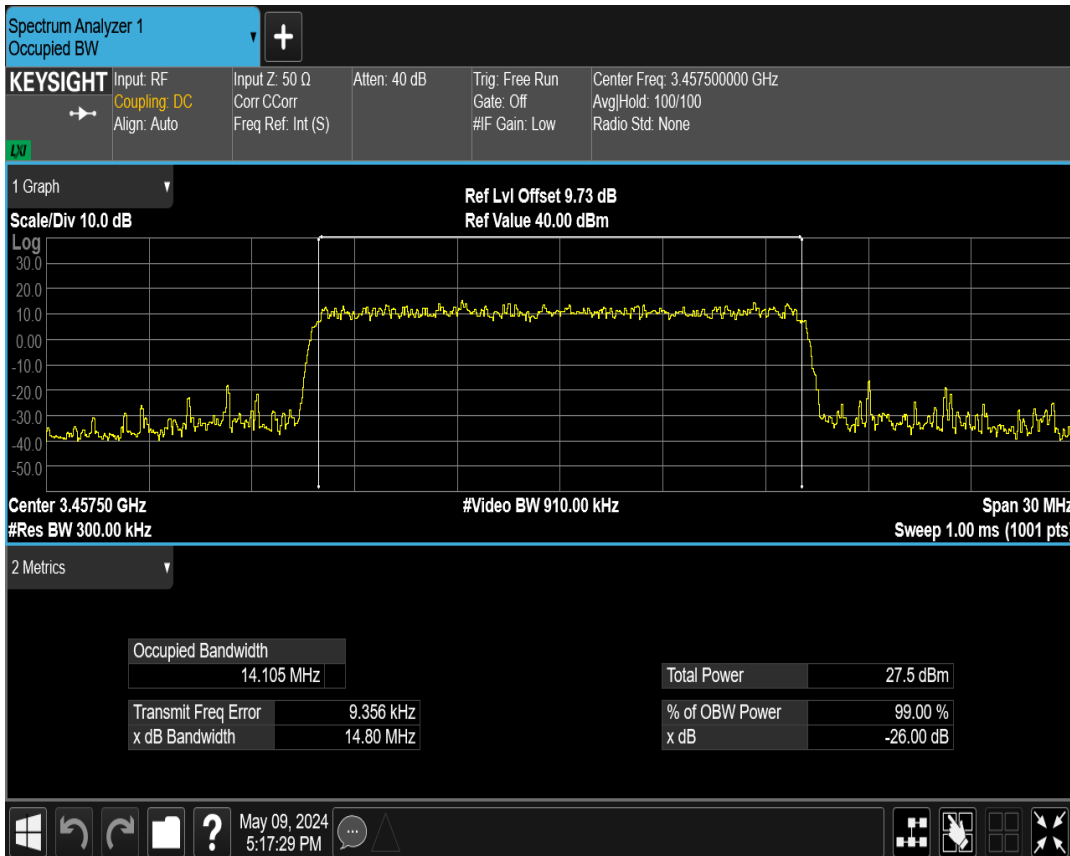 Spectrum Analyzer 1
Occupied BW
+
KEYSIGHT
LXI
Input: RF
Coupling: DC
Align: Auto
Input Z: 50 Ω
Corr CCorr
Freq Ref: Int (S)
Atten: 40 dB
Trig: Free Run
Gate: Off
#IF Gain: Low
Center Freq: 3.457500000 GHz
Avg|Hold: 100/100
Radio Std: None
1 Graph
Scale/Div 10.0 dB
Ref Lvl Offset 9.73 dB
Ref Value 40.00 dBm
Log
30.0
20.0
10.0
0.00
-10.0
-20.0
-30.0
-40.0
-50.0
Center 3.45750 GHz
#Video BW 910.00 kHz
Span 30 MHz
#Res BW 300.00 kHz
Sweep 1.00 ms (1001 pts)
2 Metrics
Occupied Bandwidth
14.105 MHz
Total Power 27.5 dBm
Transmit Freq Error 9.356 kHz
% of OBW Power 99.00 %
x dB Bandwidth 14.80 MHz
x dB -26.00 dB
?
May 09, 2024
5:17:29 PM